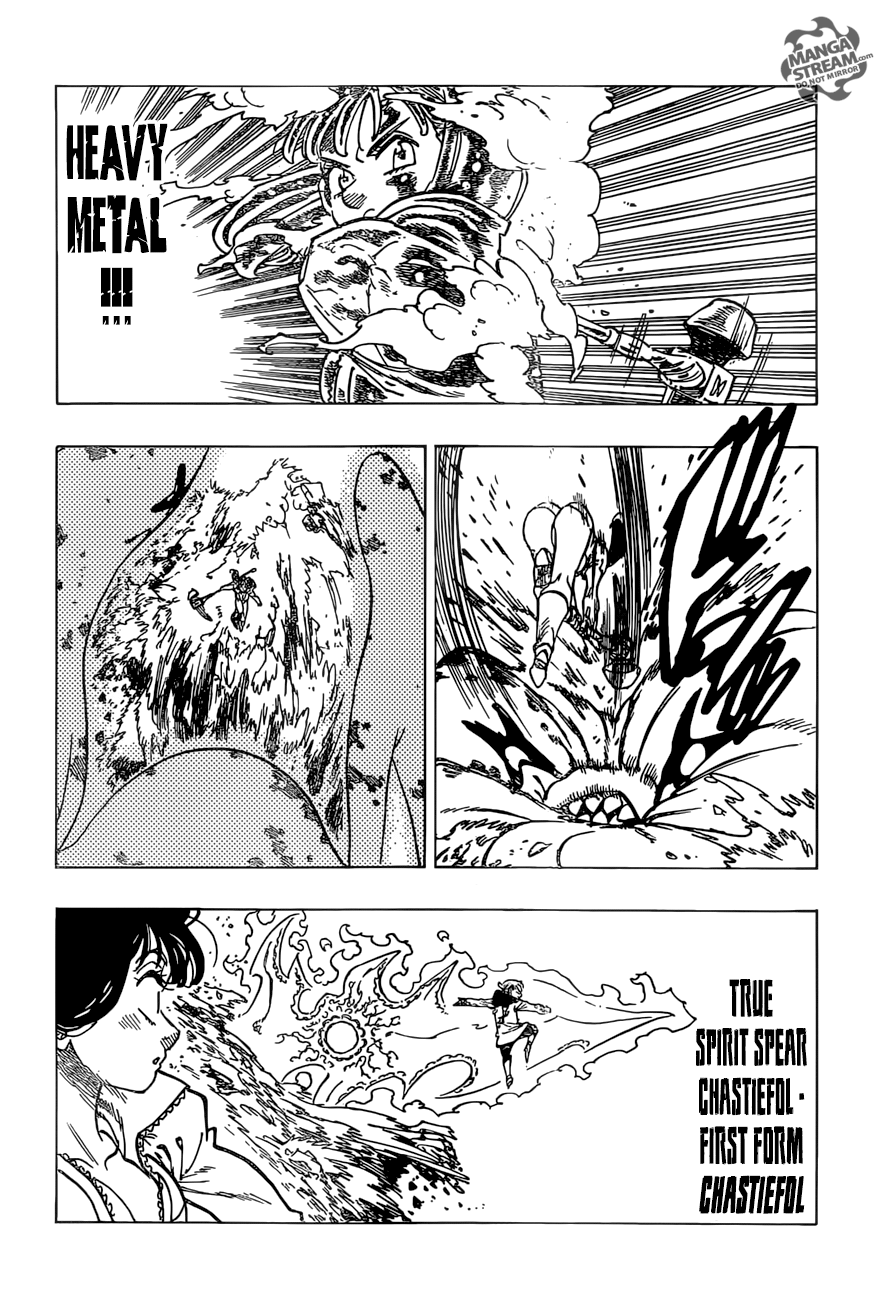 MANGA
STREAM.com
DO NOT MIRROR
HEAVY
METAL
!!!
TRUE
SPIRIT SPEAR
CHASTIEFOL -
FIRST FORM
CHASTIEFOL